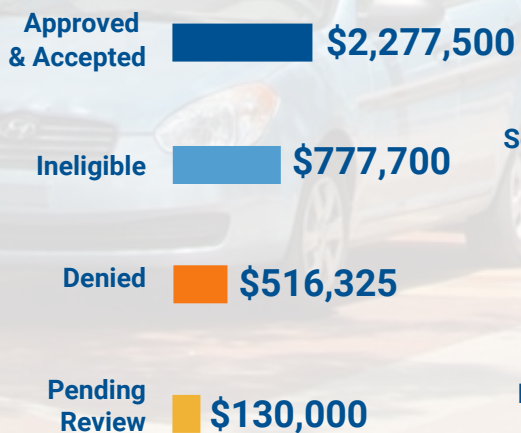 Approved
& Accepted
$2,277,500
Ineligible
$777,700
Denied
$516,325
Pending
Review
$130,000